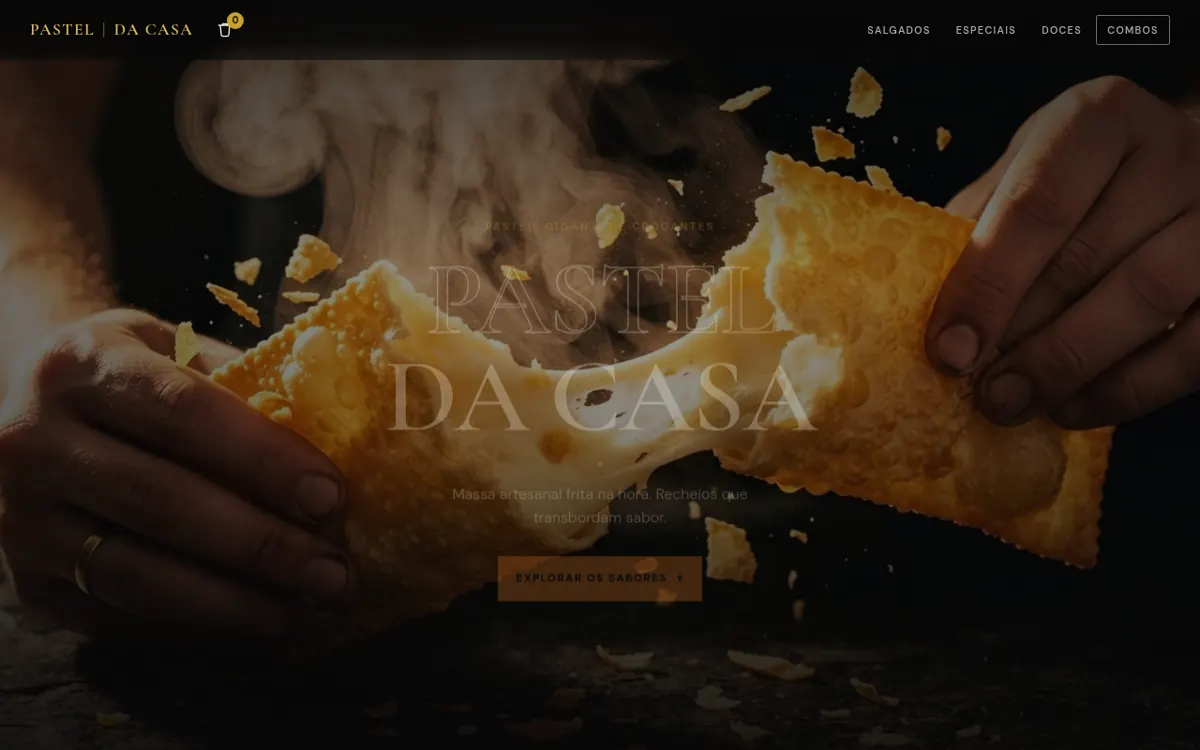 PASTEL | DA CASA
0
SALGADOS
ESPECIAIS
DOCES
COMBOS
CROCANTES
PASTEL
DA CASA
Massa artesanal frita na hora. Recheios que
transbordam sabor.
EXPLORAR OS SABORES